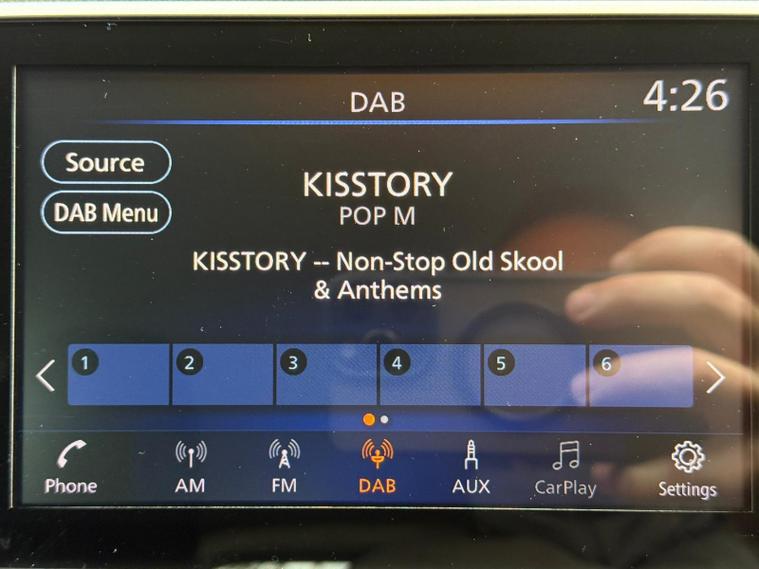 DAB
4:26
Source
KISSTORY
DAB Menu
POP M
KISSTORY -- Non-Stop Old Skool
& Anthems
1
2
3
4
5
6
Phone
AM
FM
DAB
AUX
CarPlay
Settings